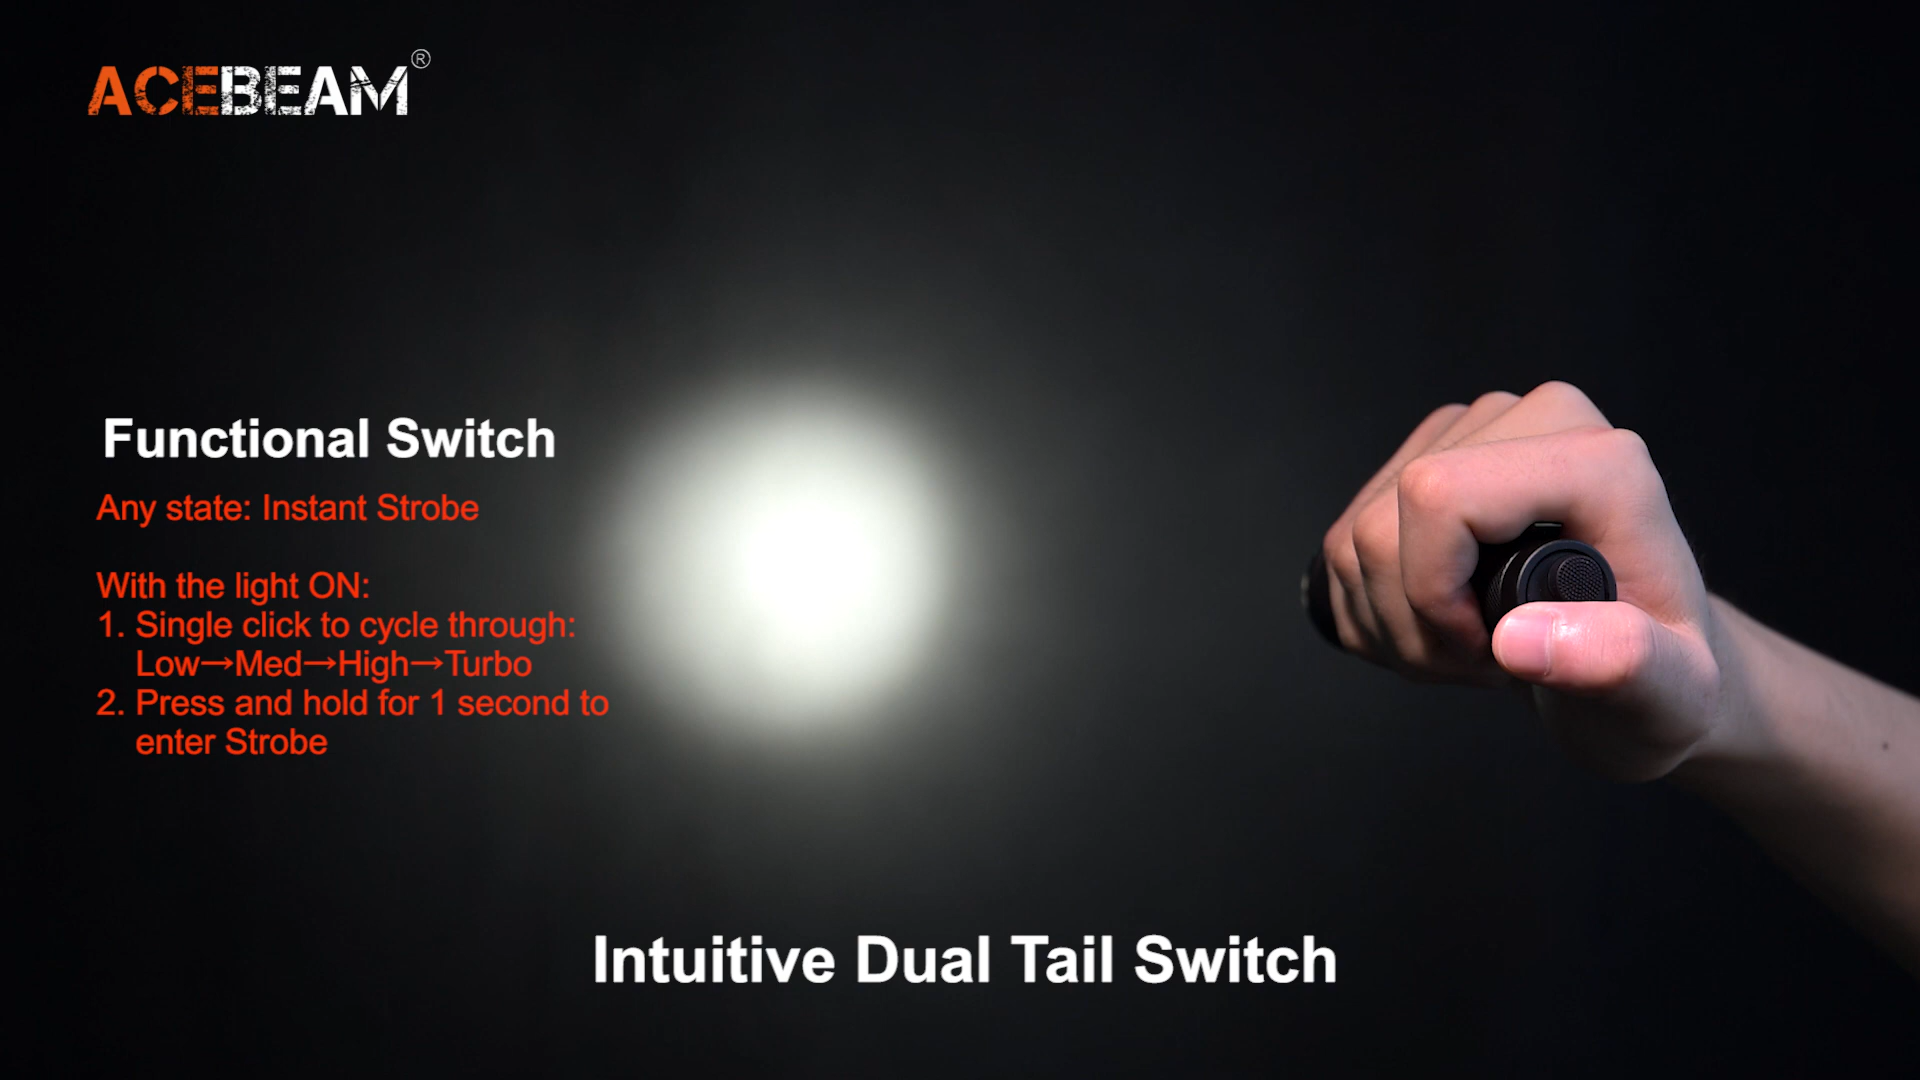 ACEBEAM®
Functional Switch
Any state: Instant Strobe
With the light ON:
1. Single click to cycle through:
Low→Med→High→Turbo
2. Press and hold for 1 second to
enter Strobe
Intuitive Dual Tail Switch